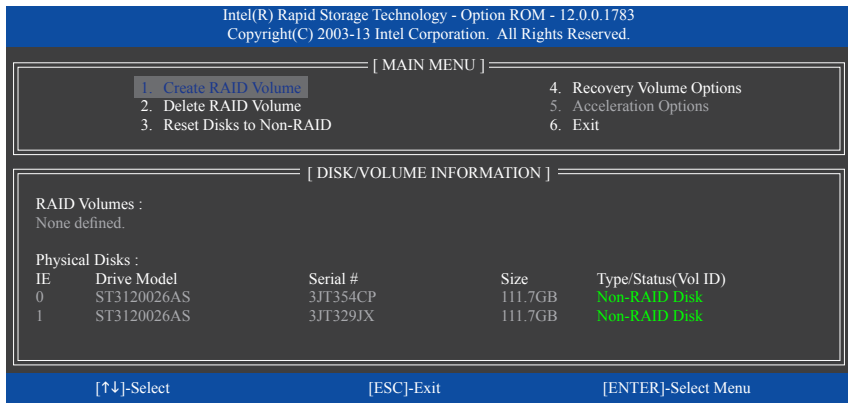 Intel(R) Rapid Storage Technology - Option ROM - 12.0.0.1783
Copyright(C) 2003-13 Intel Corporation. All Rights Reserved.
[ MAIN MENU ]
1. Create RAID Volume 4. Recovery Volume Options
2. Delete RAID Volume 5. Acceleration Options
3. Reset Disks to Non-RAID 6. Exit
[ DISK/VOLUME INFORMATION ]
RAID Volumes :
None defined.
Physical Disks :
IE Drive Model Serial # Size Type/Status(Vol ID)
0 ST3120026AS 3JT354CP 111.7GB Non-RAID Disk
1 ST3120026AS 3JT329JX 111.7GB Non-RAID Disk
[↑↓]-Select [ESC]-Exit [ENTER]-Select Menu